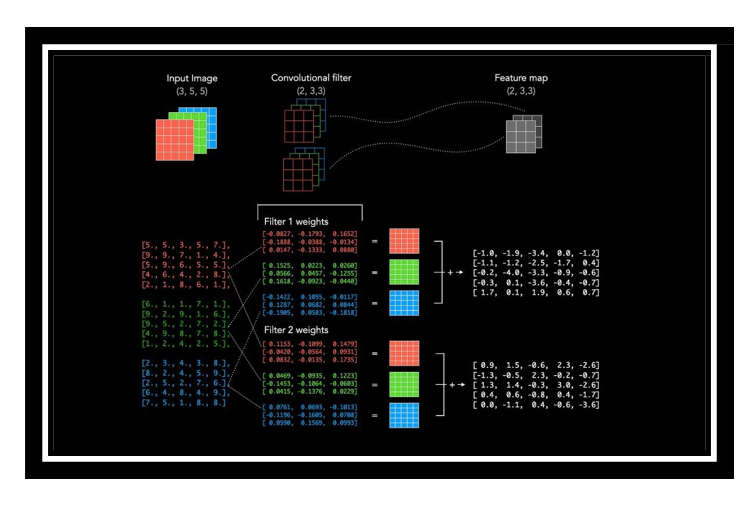 Input Image
(3, 5, 5)
Convolutional filter
(2, 3,3)
Feature map
(2, 3,3)
[5., 5., 3., 5., 7.],
[9., 9., 7., 1., 4.],
[5., 9., 6., 5., 5.],
[4., 6., 4., 2., 8.],
[2., 1., 8., 6., 1.],
[6., 1., 1., 7., 1.],
[9., 2., 9., 1., 6.],
[9., 5., 2., 7., 2.],
[4., 9., 8., 7., 8.],
[1., 2., 4., 2., 5.],
[2., 3., 4., 3., 8.],
[8., 2., 4., 5., 9.],
[2., 5., 2., 7., 6.],
[6., 4., 8., 4., 9.],
[7., 5., 1., 8., 8.]
Filter 1 weights
[-0.0827, -0.1793, 0.1652]
[-0.1888, -0.0388, -0.0134]
[ 0.0147, -0.1333, 0.0880]
=
[ 0.1525, 0.0223, 0.0260]
[ 0.0566, 0.0457, -0.1255]
[ 0.1618, -0.0923, -0.0440]
=
[-0.1422, 0.1055, -0.0117]
[ 0.1287, 0.0682, 0.0844]
[-0.1905, 0.0583, -0.1818]
=
+
[-1.0, -1.9, -3.4, 0.0, -1.2]
[-1.1, -1.2, -2.5, -1.7, 0.4]
[-0.2, -4.0, -3.3, -0.9, -0.6]
[-0.3, 0.1, -3.6, -0.4, -0.7]
[ 1.7, 0.1, 1.9, 0.6, 0.7]
Filter 2 weights
[ 0.1153, -0.1099, 0.1479]
[-0.0420, -0.0564, 0.0931]
[ 0.0832, -0.0135, 0.1735]
=
[ 0.0469, -0.0935, 0.1223]
[-0.1453, -0.1064, -0.0603]
[ 0.0415, -0.1376, 0.0229]
=
[ 0.0761, 0.0693, -0.1013]
[-0.1196, -0.1605, 0.0708]
[ 0.0590, 0.1569, 0.0993]
=
+
[ 0.9, 1.5, -0.6, 2.3, -2.6]
[-1.3, -0.5, 2.3, -0.2, -0.7]
[ 1.3, 1.4, -0.3, 3.0, -2.6]
[ 0.4, 0.6, -0.8, 0.4, -1.7]
[ 0.0, -1.1, 0.4, -0.6, -3.6]